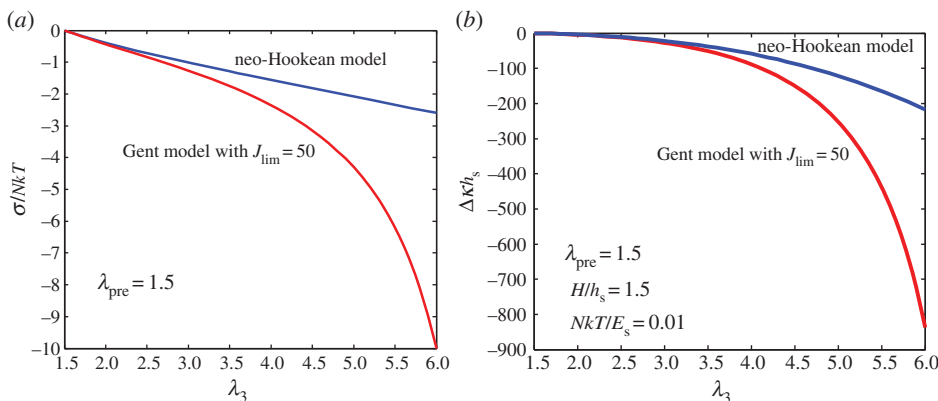 (a)
0
-1
-2
-3
-4
-5
-6
-7
-8
-9
-10
σ/NkT
neo-Hookean model
Gent model with J_lim = 50
λ_pre = 1.5
1.5 2.0 2.5 3.0 3.5 4.0 4.5 5.0 5.5 6.0
λ_3
(b)
0
-100
-200
-300
-400
-500
-600
-700
-800
-900
Δκh_s
neo-Hookean model
Gent model with J_lim = 50
λ_pre = 1.5
H/h_s = 1.5
NkT/E_s = 0.01
1.5 2.0 2.5 3.0 3.5 4.0 4.5 5.0 5.5 6.0
λ_3